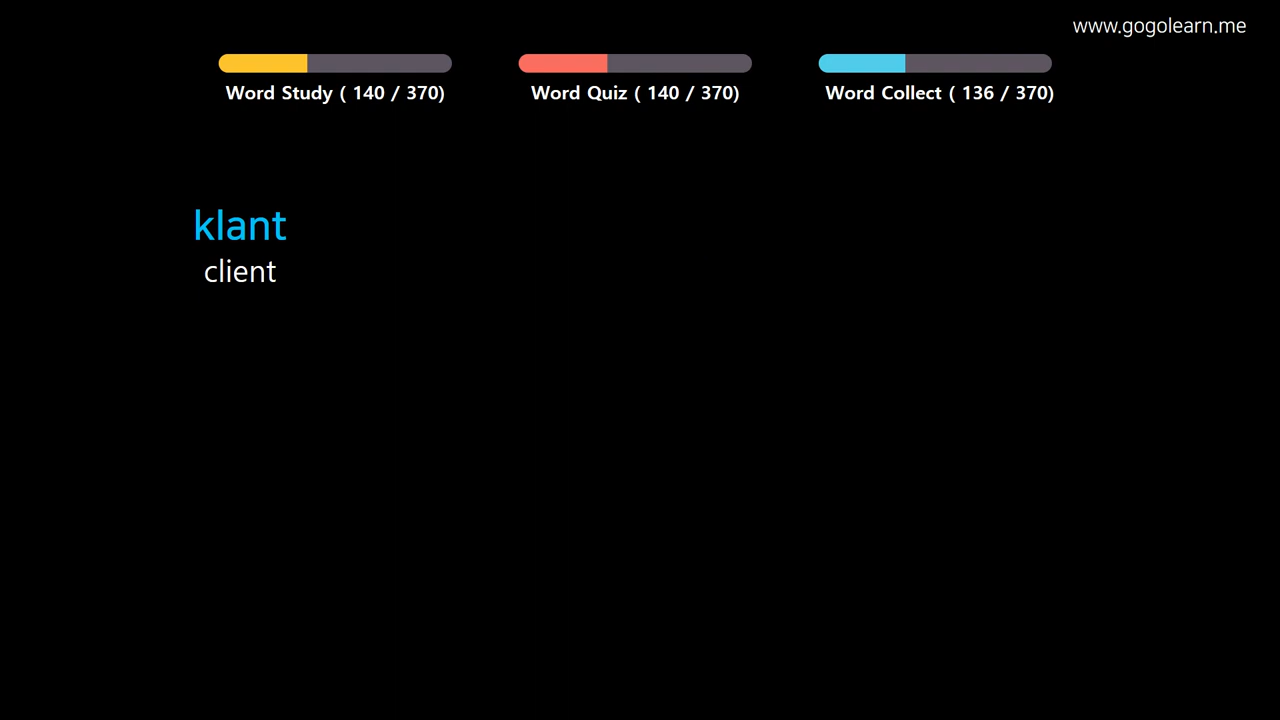 www.gogolearn.me
Word Study ( 140 / 370)
Word Quiz ( 140 / 370)
Word Collect ( 136 / 370)
klant
client